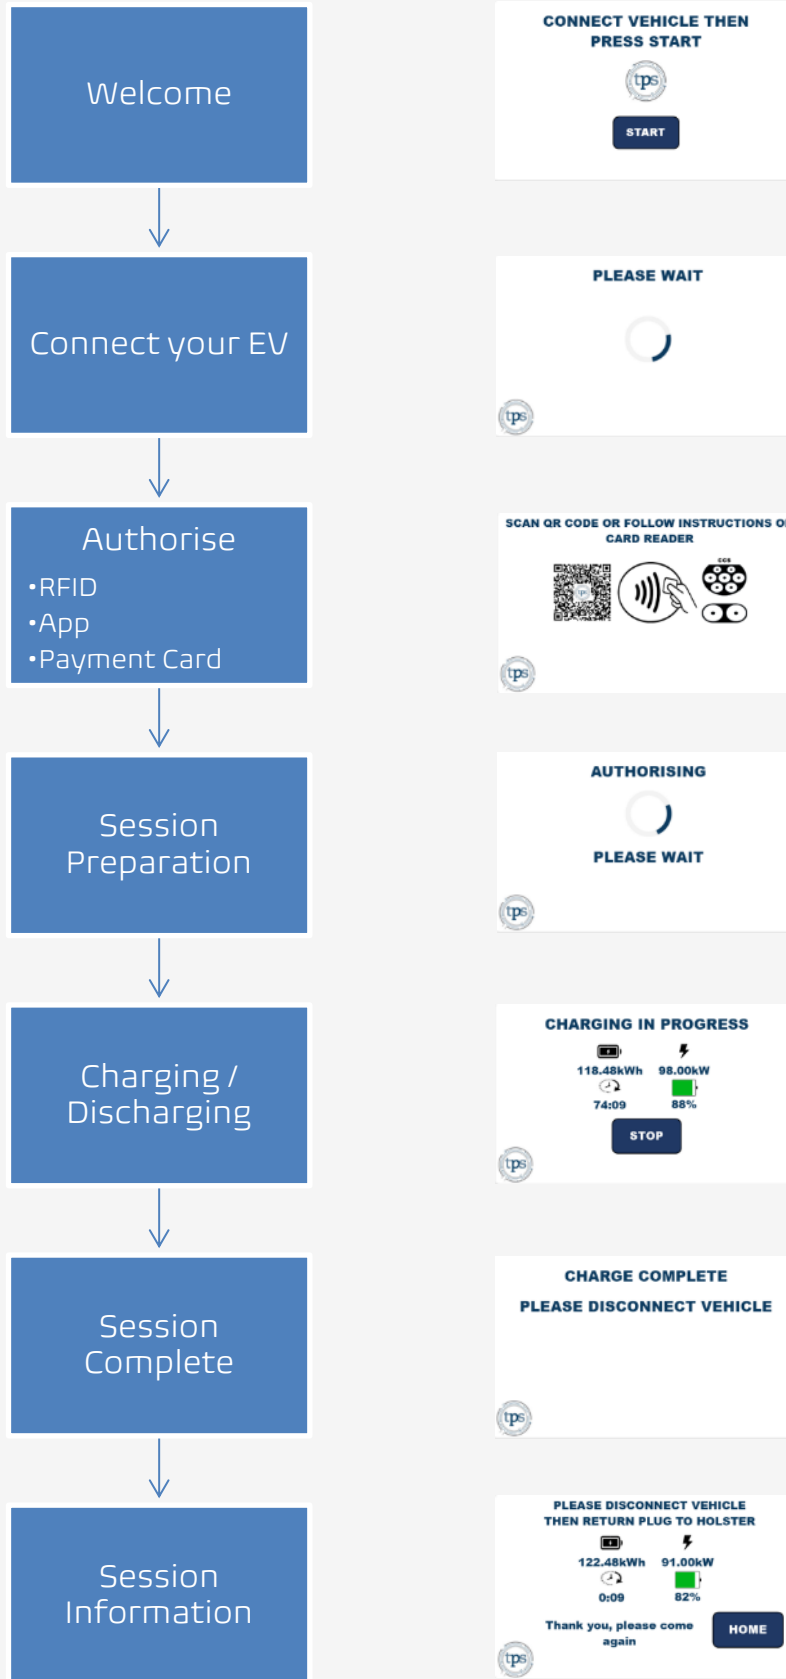 Welcome
CONNECT VEHICLE THEN
PRESS START
tps
START
Connect your EV
PLEASE WAIT
tps
Authorise
•RFID
•App
•Payment Card
SCAN QR CODE OR FOLLOW INSTRUCTIONS
CARD READER
CCS
tps
tps
Session
Preparation
AUTHORISING
PLEASE WAIT
tps
Charging /
Discharging
CHARGING IN PROGRESS
118.48kWh 98.00kW
74:09 88%
STOP
tps
Session
Complete
CHARGE COMPLETE
PLEASE DISCONNECT VEHICLE
tps
Session
Information
PLEASE DISCONNECT VEHICLE
THEN RETURN PLUG TO HOLSTER
122.48kWh 91.00kW
0:09 82%
Thank you, please come
again
HOME
tps